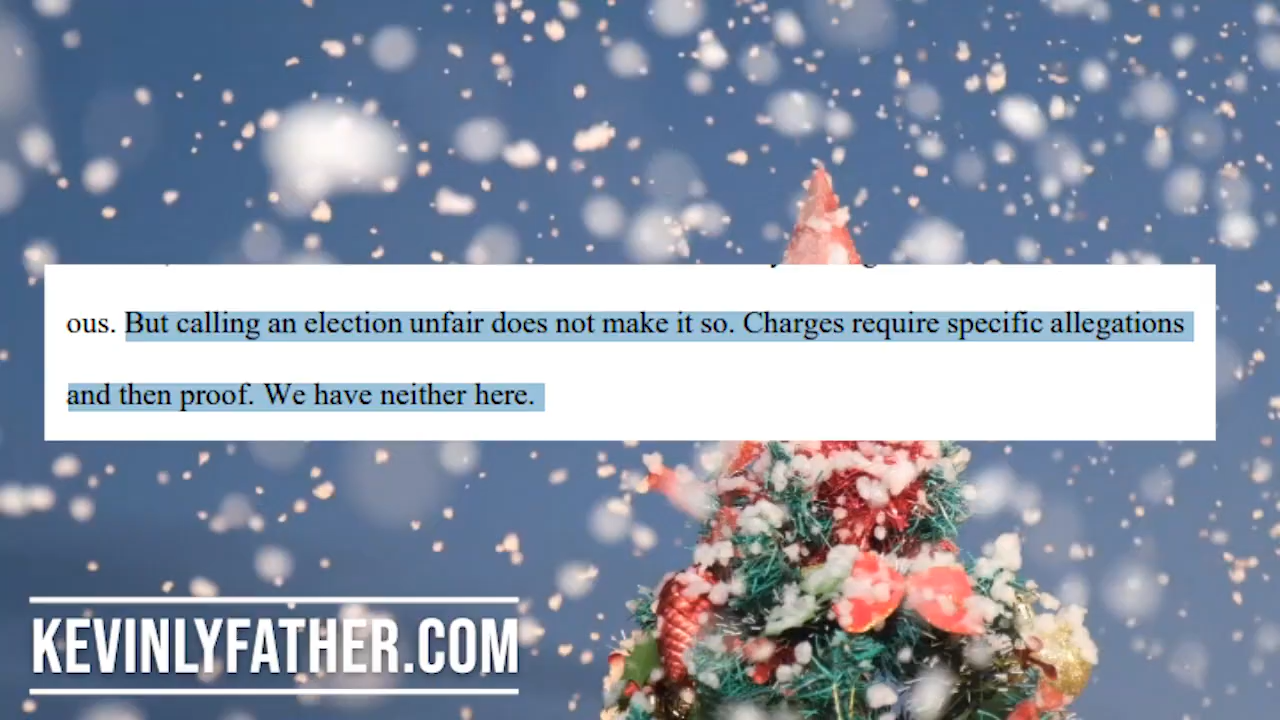 ous. But calling an election unfair does not make it so. Charges require specific allegations
and then proof. We have neither here.
KEVINLYFATHER.COM